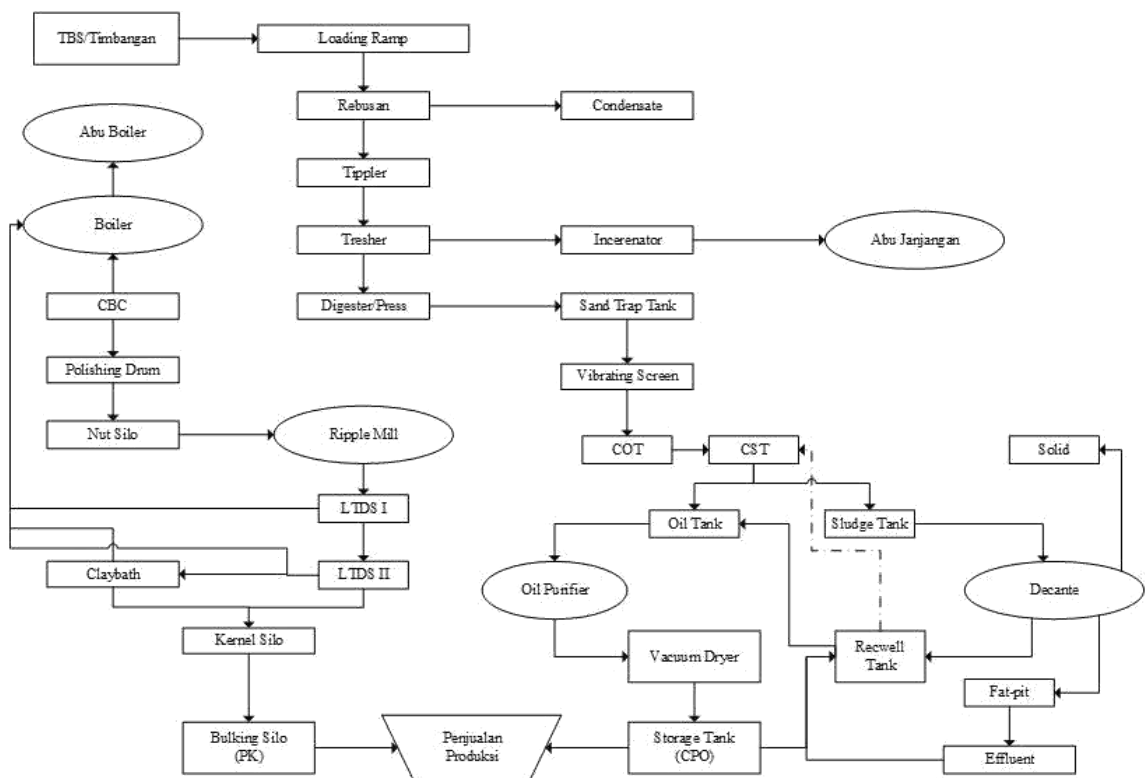 TBS/Timbangan
Loading Ramp
Rebusan
Condensate
Abu Boiler
Tippler
Boiler
Tresher
Incerenator
Abu Janjangan
CBC
Digester/Press
Sand Trap Tank
Polishing Drum
Vibrating Screen
Nut Silo
Ripple Mill
COT
CST
Solid
LTDS I
Oil Tank
Sludge Tank
Claybath
LTDS II
Oil Purifier
Decante
Kernel Silo
Vacuum Dryer
Recwell
Tank
Fat-pit
Bulking Silo
(PK)
Penjualan
Produksi
Storage Tank
(CPO)
Effluent